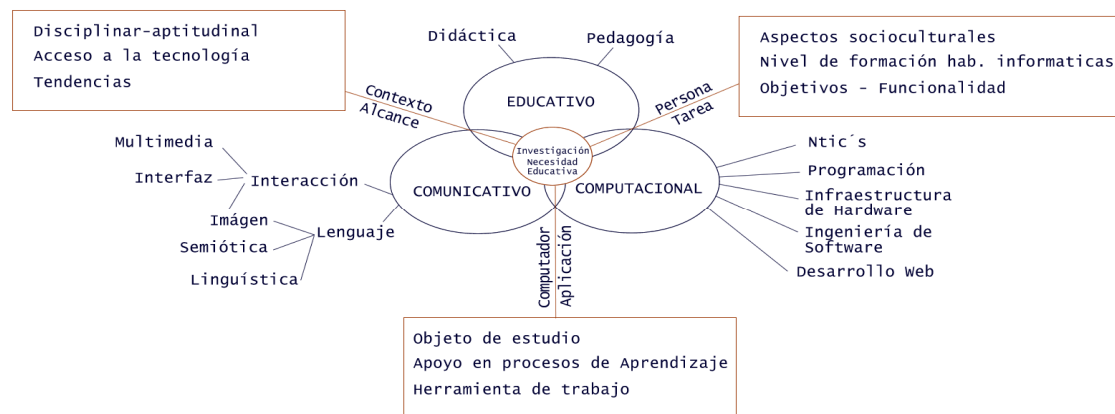 Disciplinar-aptitudinal
Acceso a la tecnología
Tendencias
Didáctica
Pedagogía
Aspectos socioculturales
Nivel de formación hab. informaticas
Objetivos - Funcionalidad
Contexto
Alcance
EDUCATIVO
Persona
Tarea
Multimedia
Interfaz
Interacción
Imágen
Semiótica
Linguística
Lenguaje
COMUNICATIVO
Investigación
Necesidad
Educativa
COMPUTACIONAL
Ntic´s
Programación
Infraestructura
de Hardware
Ingeniería de
Software
Desarrollo Web
Computador
Aplicación
Objeto de estudio
Apoyo en procesos de Aprendizaje
Herramienta de trabajo